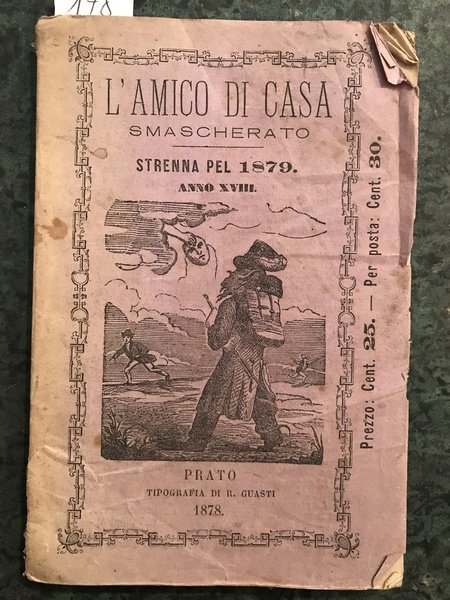 178
L'AMICO DI CASA
SMASCHERATO
STRENNA PEL 1879.
ANNO XVIII.
PRATO
TIPOGRAFIA DI R. GUASTI
1878.
Prezzo: Cent. 25. — Per posta: Cent. 30.